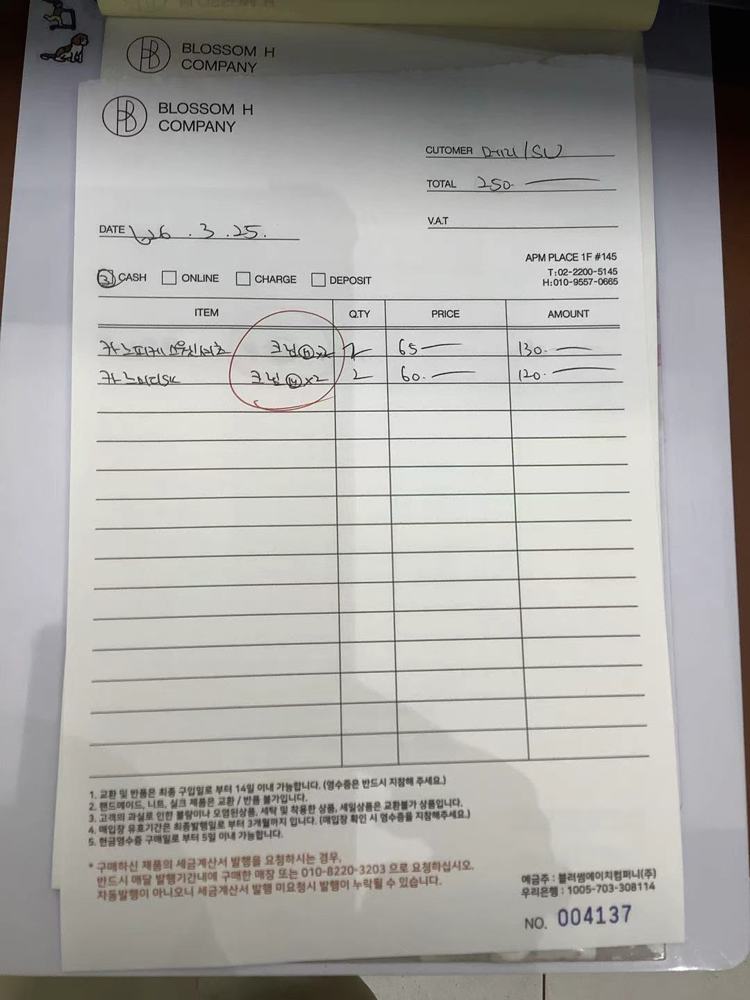 BLOSSOM H
COMPANY
BLOSSOM H
COMPANY
CUTOMER
TOTAL 250.
DATE 26.3.25.
V.A.T
APM PLACE 1F #145
T:02-2200-5145
H:010-9557-0665
CASH ONLINE CHARGE DEPOSIT
ITEM Q.TY PRICE AMOUNT
크님 x2 2 65 130.
SK 크님 M x2 2 60. 120.
1. 교환 및 반품은 최종 구입일로 부터 14일 이내 가능합니다. (영수증은 반드시 지참해 주세요.)
2. 핸드메이드, 니트, 실크 제품은 교환 / 반품 불가입니다.
3. 고객의 과실로 인한 불량이나 오염된상품, 세탁 및 착용한 상품, 세일상품은 교환불가 상품입니다.
4. 매입장 유효기간은 최종발행일로 부터 3개월까지 입니다. (매입장 확인 시 영수증을 지참해주세요.)
5. 현금영수증 구매일로 부터 5일 이내 가능합니다.
* 구매하신 제품의 세금계산서 발행을 요청하시는 경우,
반드시 매달 발행기간내에 구매한 매장 또는 010-8220-3203 으로 요청하십시오.
자동발행이 아니오니 세금계산서 발행 미요청시 발행이 누락될 수 있습니다.
예금주 : 블러썸에이치컴퍼니(주)
우리은행 : 1005-703-308114
NO. 004137